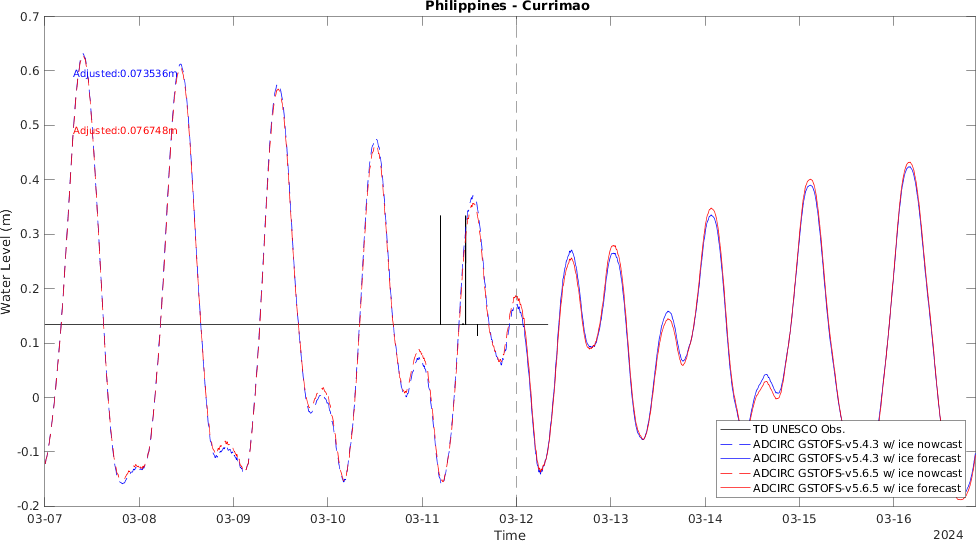 Philippines - Currimao
0.7
0.6
0.5
0.4
0.3
0.2
0.1
0
-0.1
-0.2
Water Level (m)
Adjusted:0.073536m
Adjusted:0.076748m
TD UNESCO Obs.
ADCIRC GSTOFS-v5.4.3 w/ ice nowcast
ADCIRC GSTOFS-v5.4.3 w/ ice forecast
ADCIRC GSTOFS-v5.6.5 w/ ice nowcast
ADCIRC GSTOFS-v5.6.5 w/ ice forecast
03-07 03-08 03-09 03-10 03-11 03-12 03-13 03-14 03-15 03-16
Time
2024